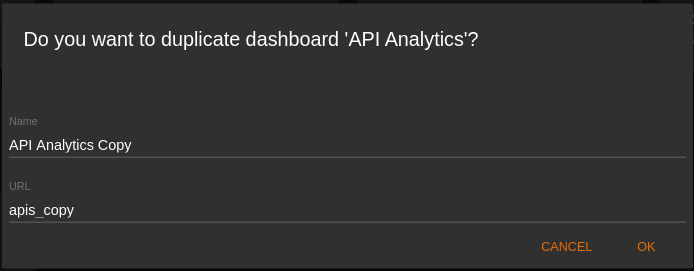 Do you want to duplicate dashboard 'API Analytics'?
Name
API Analytics Copy
URL
apis_copy
CANCEL OK